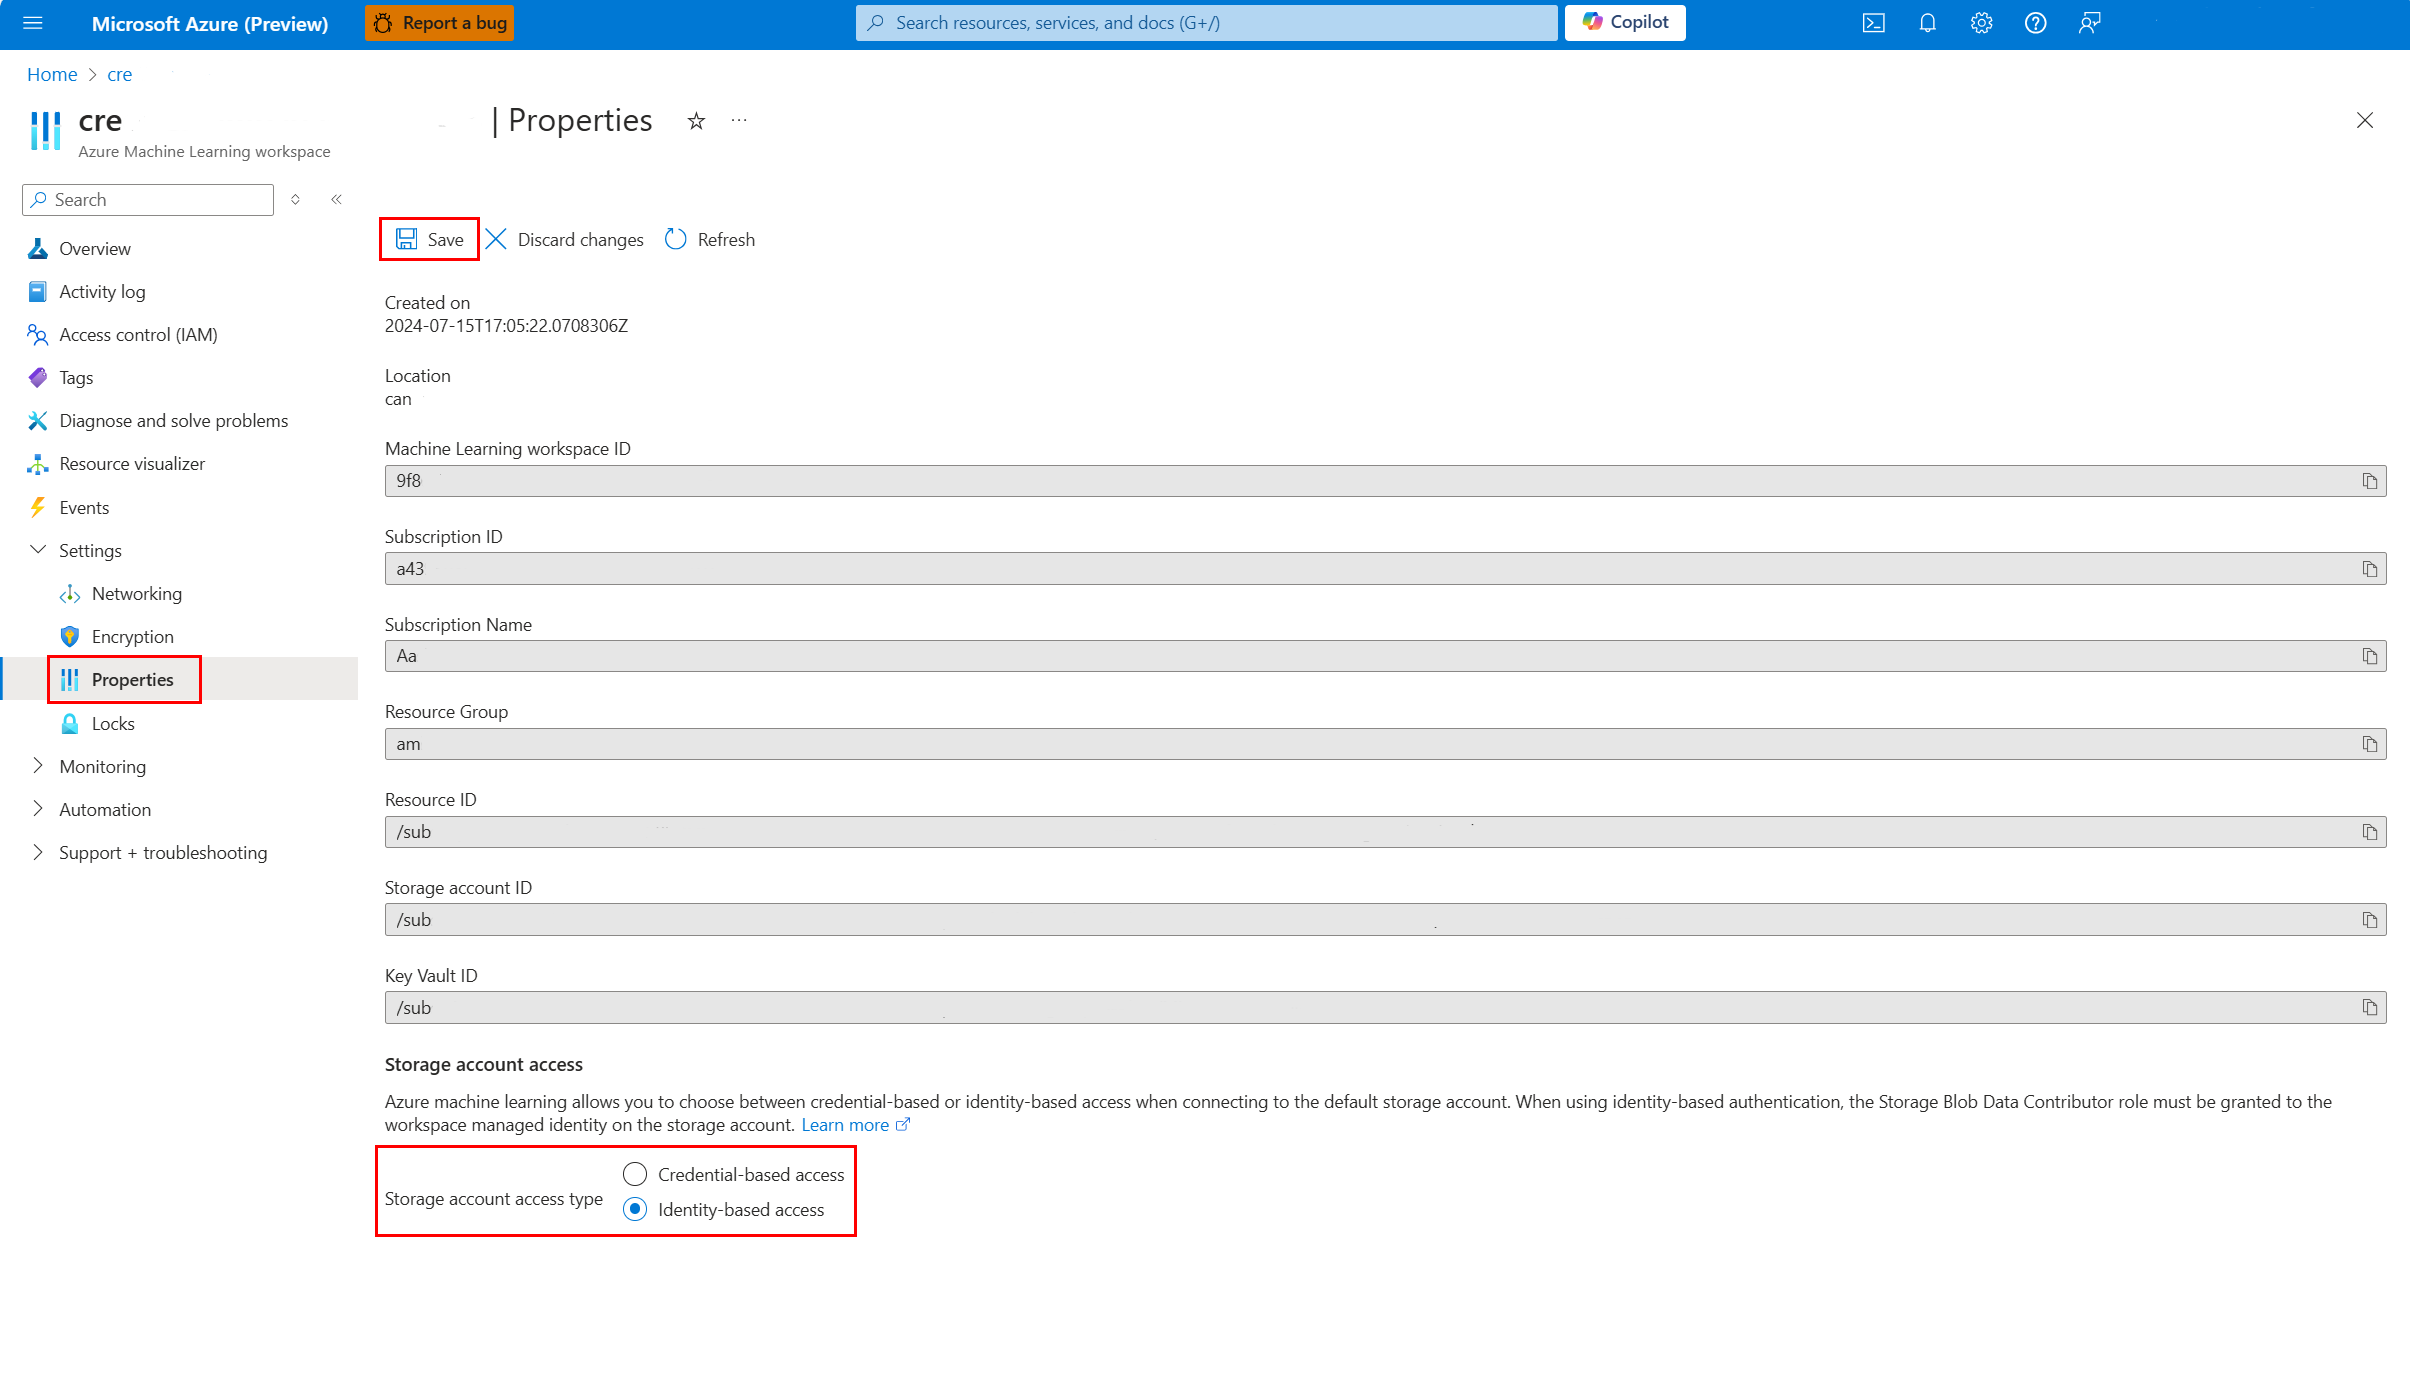 Microsoft Azure (Preview)
Report a bug
Search resources, services, and docs (G+/)
Copilot
Home > cre
cre | Properties
Azure Machine Learning workspace
Search
Overview
Activity log
Access control (IAM)
Tags
Diagnose and solve problems
Resource visualizer
Events
Settings
Networking
Encryption
Properties
Locks
Monitoring
Automation
Support + troubleshooting
Save
Discard changes
Refresh
Created on
2024-07-15T17:05:22.0708306Z
Location
can
Machine Learning workspace ID
9f8
Subscription ID
a43
Subscription Name
Aa
Resource Group
am
Resource ID
/sub
Storage account ID
/sub
Key Vault ID
/sub
Storage account access
Azure machine learning allows you to choose between credential-based or identity-based access when connecting to the default storage account. When using identity-based authentication, the Storage Blob Data Contributor role must be granted to the
workspace managed identity on the storage account. Learn more
Storage account access type
Credential-based access
Identity-based access